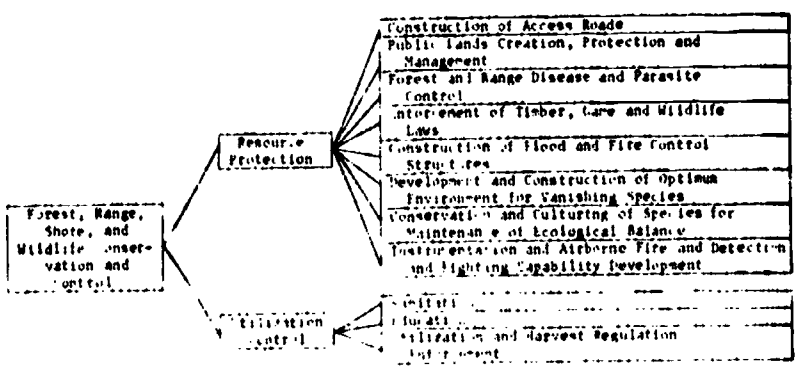 Construction of Access Roads
Public Lands Creation, Protection and
Management
Forest and Range Disease and Parasite
Control
Enforcement of Timber, Game and Wildlife
Laws
Resource
Protection
Construction of Flood and Fire Control
Structures
Development and Construction of Optimum
Environment for Vanishing Species
Conservation and Culturing of Species for
Maintenance of Ecological Balance
Instrumentation and Airborne Fire and Detection
and Fighting Capability Development
Forest, Range,
Shore, and
Wildlife Conser-
vation and
Control
Utilization
Control
Utilization and Harvest Regulation
Enforcement